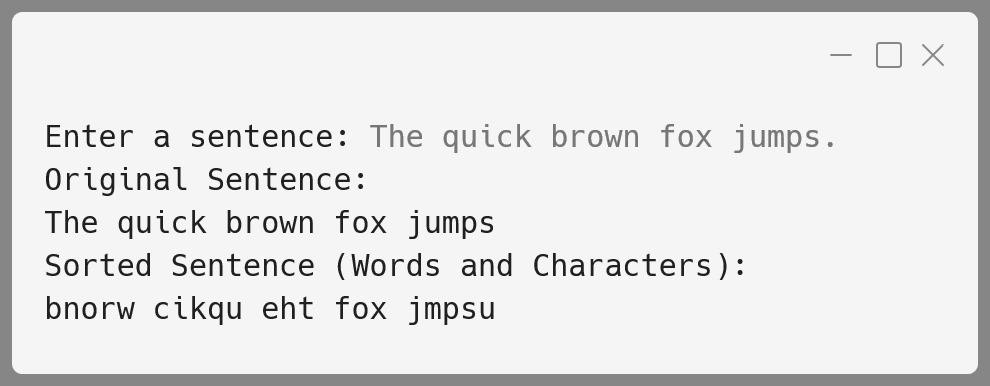 Enter a sentence: The quick brown fox jumps.
Original Sentence:
The quick brown fox jumps
Sorted Sentence (Words and Characters):
bnorw cikqu eht fox jmpsu